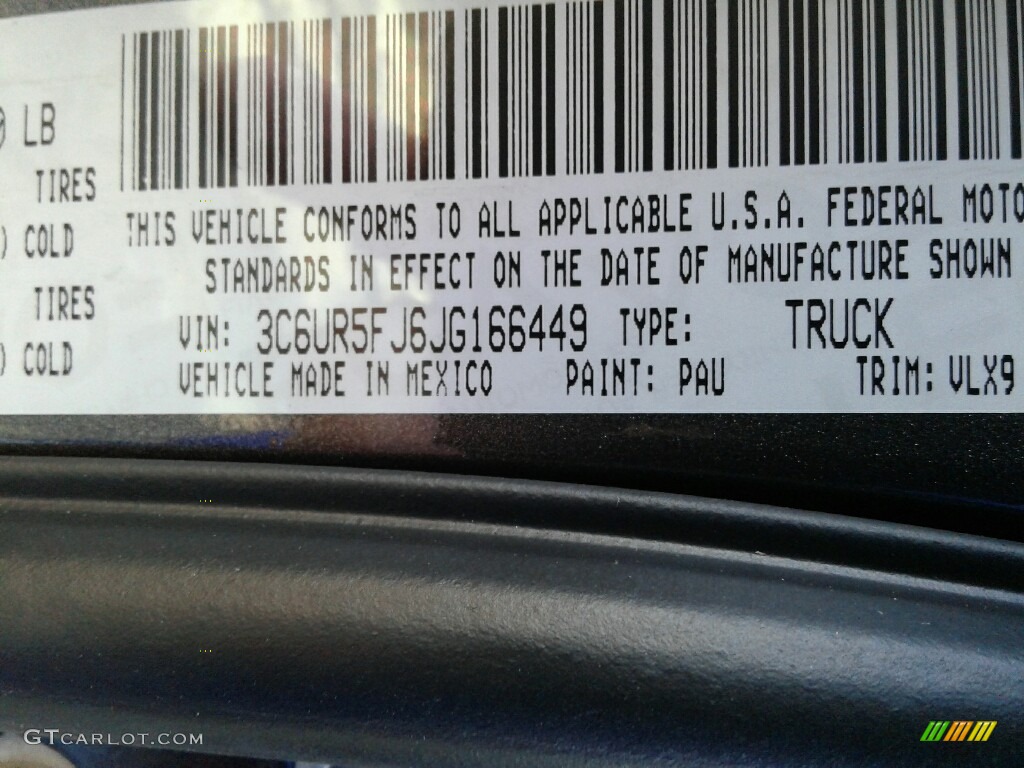 LB
TIRES
COLD
TIRES
COLD
THIS VEHICLE CONFORMS TO ALL APPLICABLE U.S.A. FEDERAL MOTO
STANDARDS IN EFFECT ON THE DATE OF MANUFACTURE SHOWN
VIN: 3C6UR5FJ6JG166449 TYPE: TRUCK
VEHICLE MADE IN MEXICO PAINT: PAU TRIM: VLX9
GTCARLOT.COM